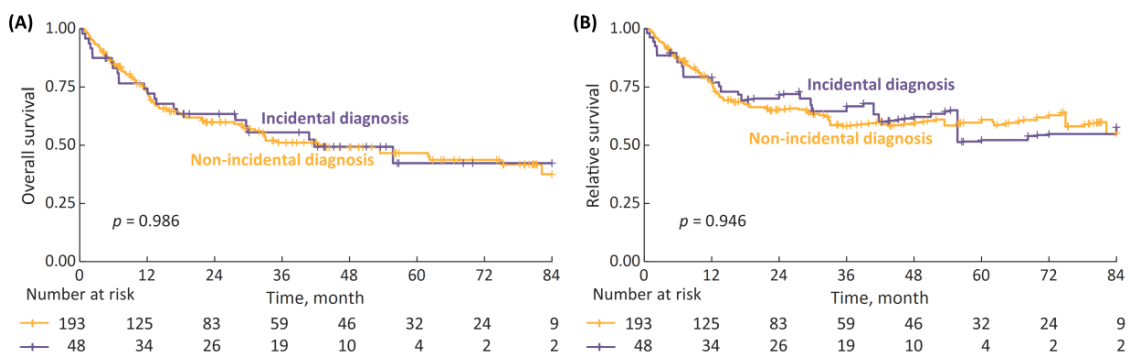 (A)
Overall survival
1.00
0.75
0.50
0.25
0.00
Incidental diagnosis
Non-incidental diagnosis
p = 0.986
0 12 24 36 48 60 72 84
Number at risk
Time, month
193 125 83 59 46 32 24 9
48 34 26 19 10 4 2 2
(B)
Relative survival
1.00
0.75
0.50
0.25
0.00
Incidental diagnosis
Non-incidental diagnosis
p = 0.946
0 12 24 36 48 60 72 84
Number at risk
Time, month
193 125 83 59 46 32 24 9
48 34 26 19 10 4 2 2